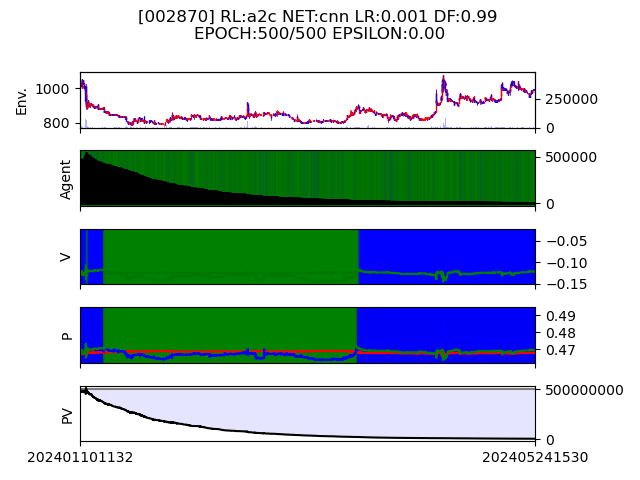 [002870] RL:a2c NET:cnn LR:0.001 DF:0.99
EPOCH:500/500 EPSILON:0.00
Env.
1000
800
250000
0
Agent
500000
0
V
−0.05
−0.10
−0.15
P
0.49
0.48
0.47
PV
500000000
0
202401101132
202405241530